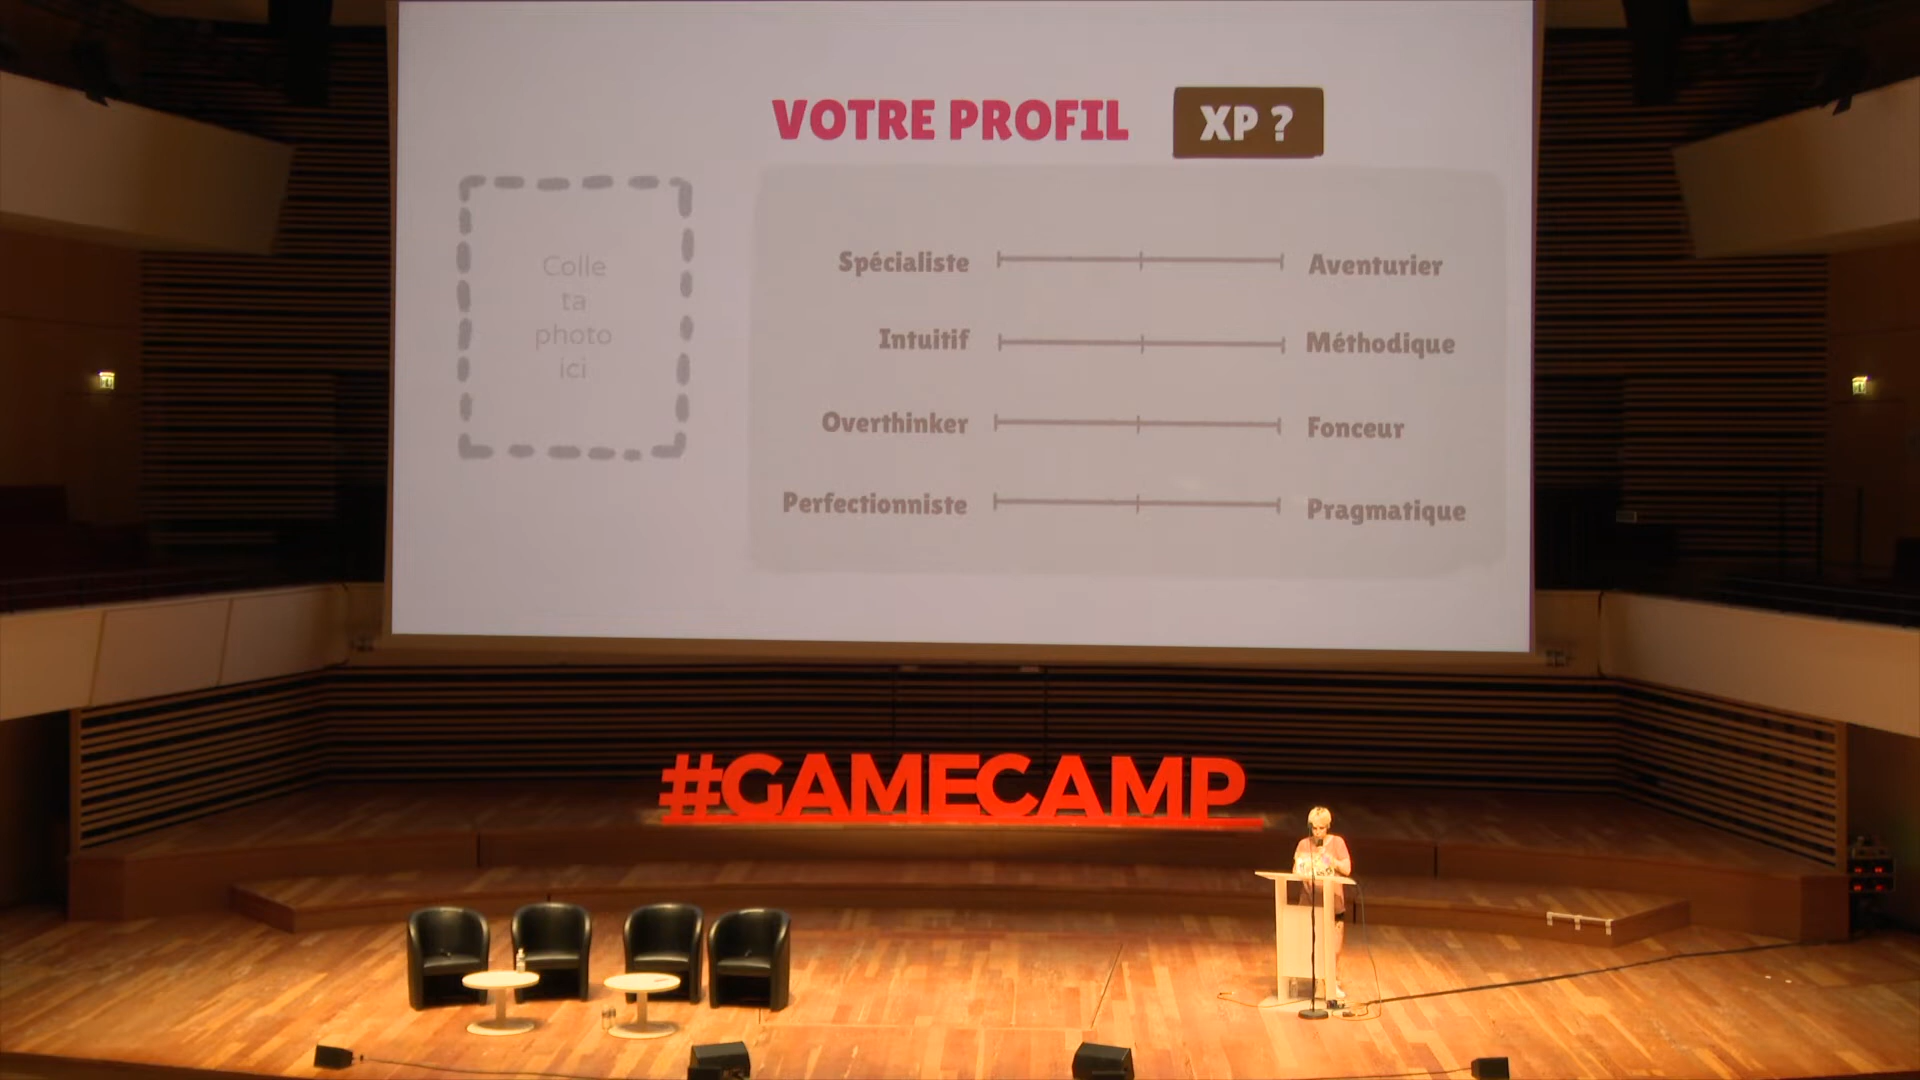 VOTRE PROFIL
XP ?
Colle
ta
photo
ici
Spécialiste
Aventurier
Intuitif
Méthodique
Overthinker
Fonceur
Perfectionniste
Pragmatique
#GAMECAMP